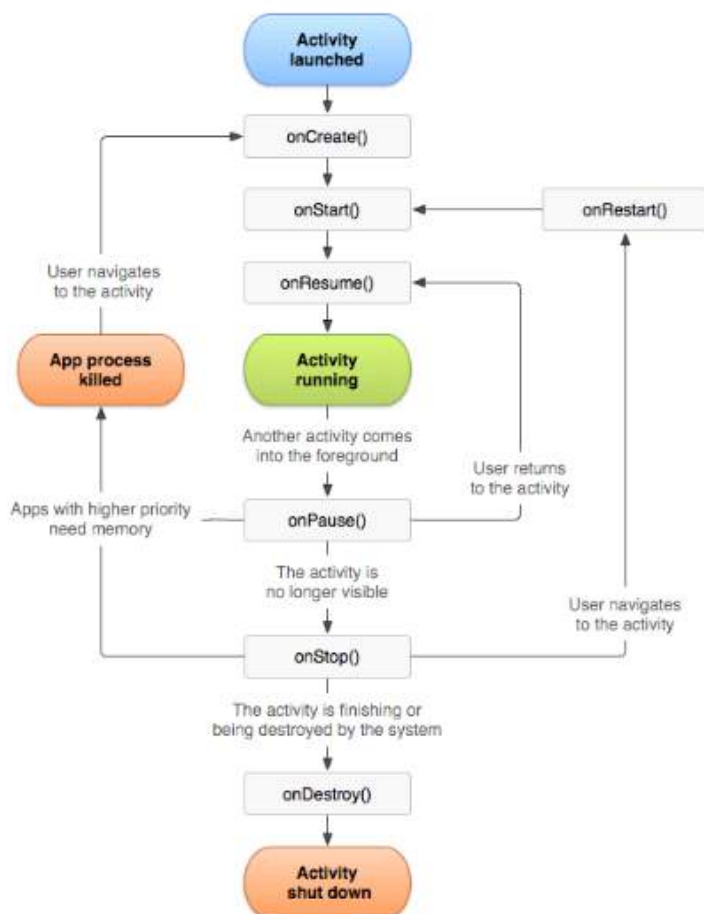 Activity
launched
onCreate()
onStart()
onRestart()
onResume()
User navigates
to the activity
App process
killed
Activity
running
Another activity comes
into the foreground
User returns
to the activity
Apps with higher priority
need memory
onPause()
The activity is
no longer visible
User navigates
to the activity
onStop()
The activity is finishing or
being destroyed by the system
onDestroy()
Activity
shut down